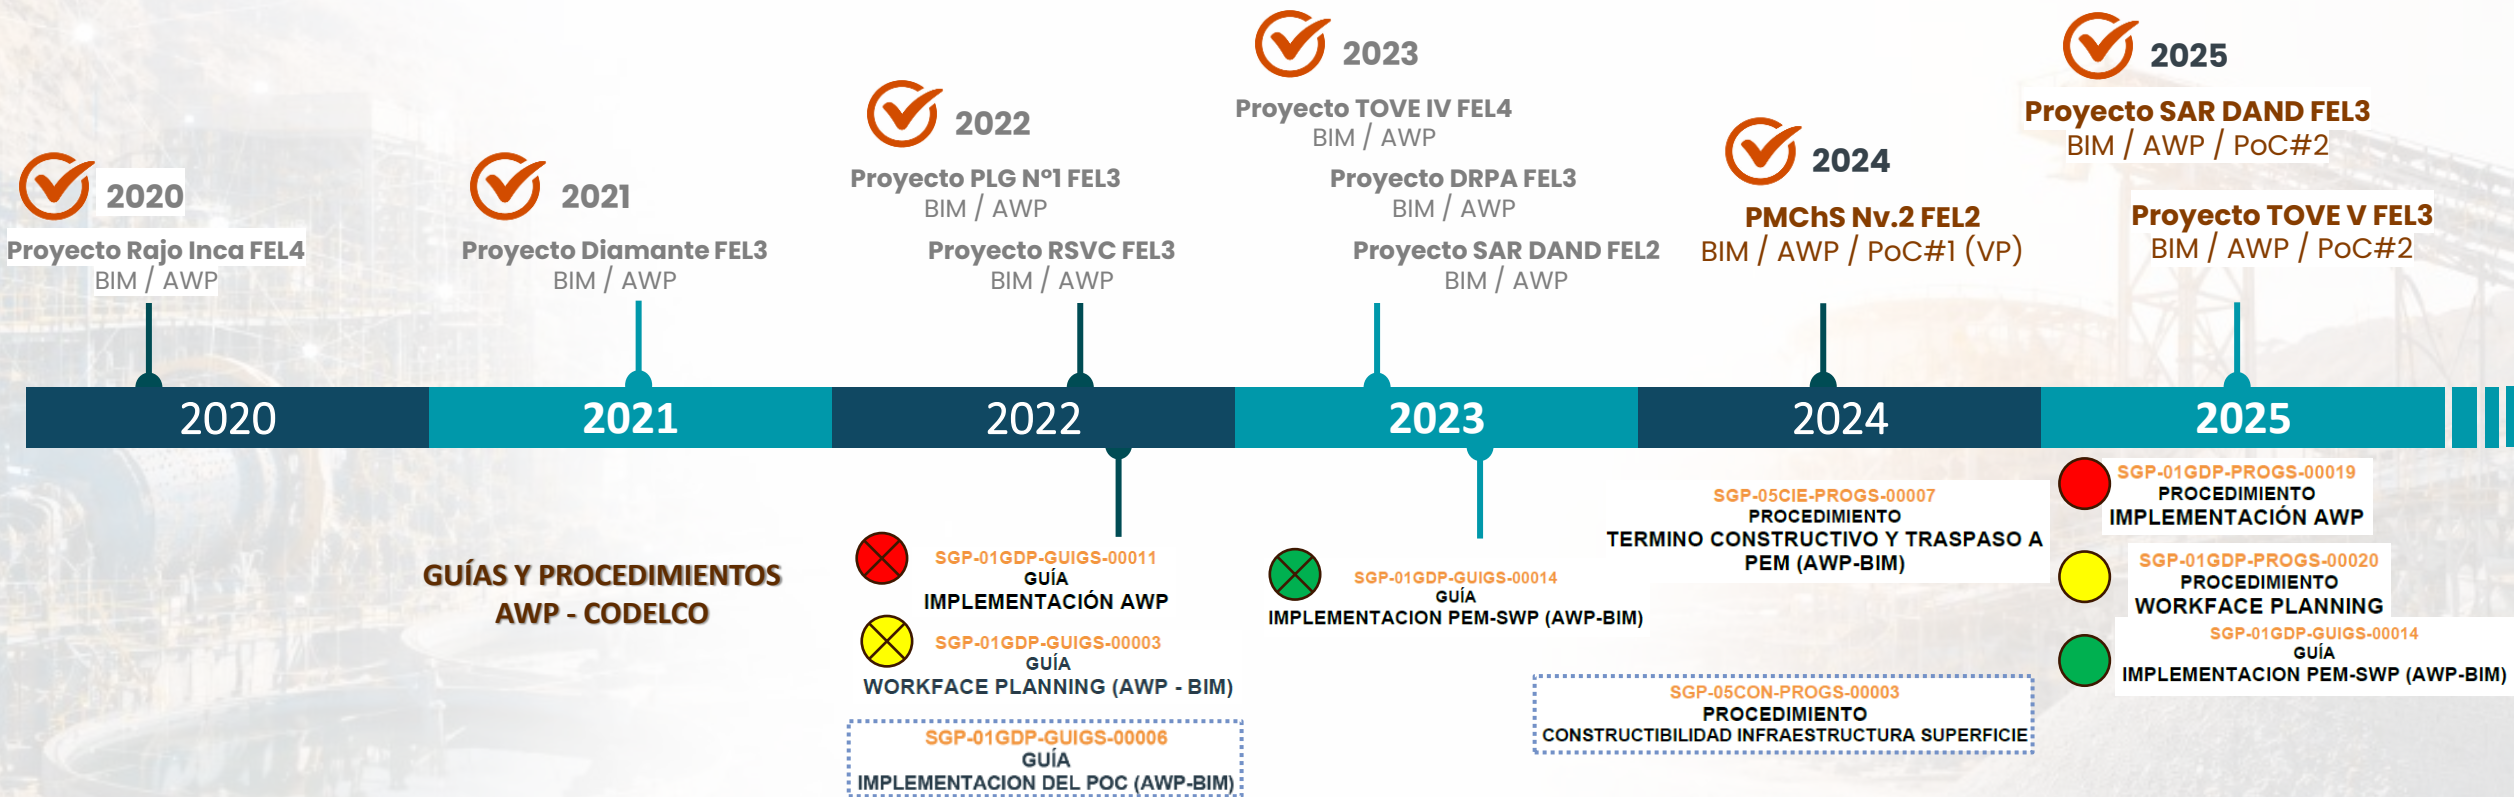 2020
Proyecto Rajo Inca FEL4
BIM / AWP
2021
Proyecto Diamante FEL3
BIM / AWP
2022
Proyecto PLG N°1 FEL3
BIM / AWP
Proyecto RSVC FEL3
BIM / AWP
2023
Proyecto TOVE IV FEL4
BIM / AWP
Proyecto DRPA FEL3
BIM / AWP
Proyecto SAR DAND FEL2
BIM / AWP
2024
PMChS Nv.2 FEL2
BIM / AWP / PoC#1 (VP)
2025
Proyecto SAR DAND FEL3
BIM / AWP / PoC#2
Proyecto TOVE V FEL3
BIM / AWP / PoC#2
2020
2021
2022
2023
2024
2025
GUÍAS Y PROCEDIMIENTOS
AWP - CODELCO
SGP-01GDP-GUIGS-00011
GUÍA
IMPLEMENTACIÓN AWP
SGP-01GDP-GUIGS-00003
GUÍA
WORKFACE PLANNING (AWP - BIM)
SGP-01GDP-GUIGS-00006
GUÍA
IMPLEMENTACION DEL POC (AWP-BIM)
SGP-01GDP-GUIGS-00014
GUÍA
IMPLEMENTACION PEM-SWP (AWP-BIM)
SGP-05CIE-PROGS-00007
PROCEDIMIENTO
TERMINO CONSTRUCTIVO Y TRASPASO A
PEM (AWP-BIM)
SGP-05CON-PROGS-00003
PROCEDIMIENTO
CONSTRUCTIBILIDAD INFRAESTRUCTURA SUPERFICIE
SGP-01GDP-PROGS-00019
PROCEDIMIENTO
IMPLEMENTACIÓN AWP
SGP-01GDP-PROGS-00020
PROCEDIMIENTO
WORKFACE PLANNING
SGP-01GDP-GUIGS-00014
GUÍA
IMPLEMENTACION PEM-SWP (AWP-BIM)